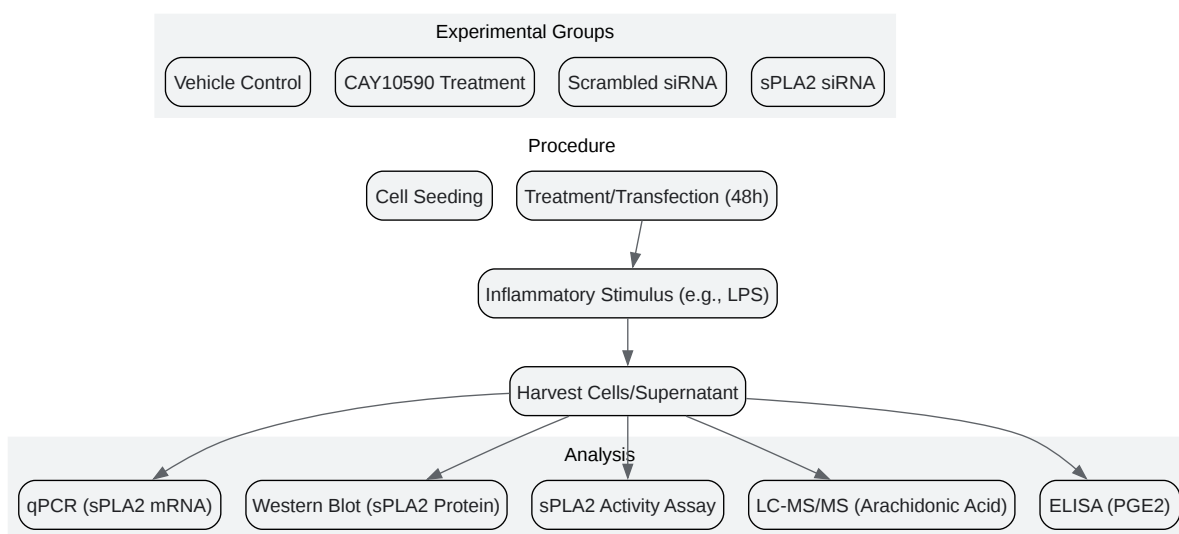 Experimental Groups
Vehicle Control
CAY10590 Treatment
Scrambled siRNA
sPLA2 siRNA
Procedure
Cell Seeding
Treatment/Transfection (48h)
Inflammatory Stimulus (e.g., LPS)
Harvest Cells/Supernatant
Analysis
qPCR (sPLA2 mRNA)
Western Blot (sPLA2 Protein)
sPLA2 Activity Assay
LC-MS/MS (Arachidonic Acid)
ELISA (PGE2)